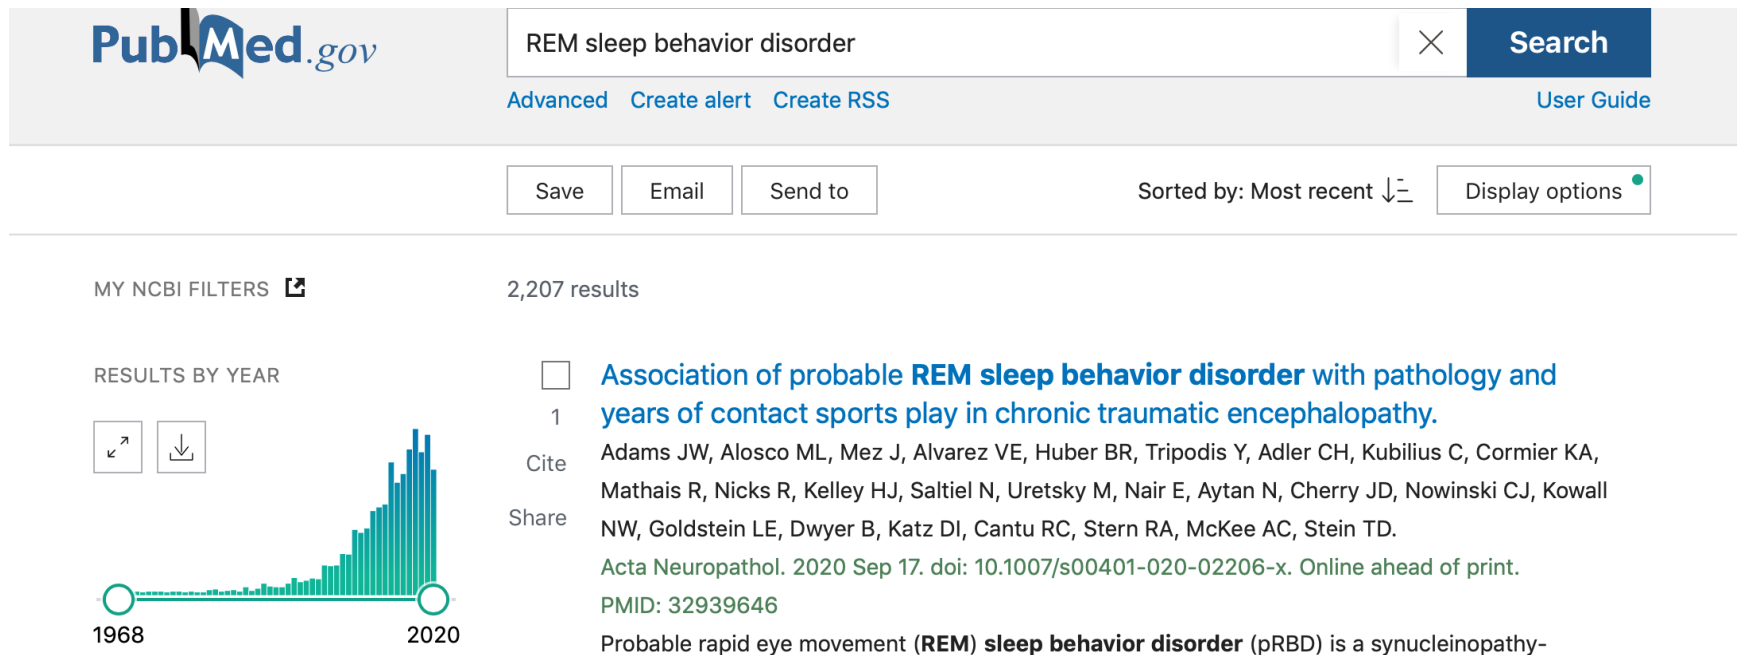 PubMed.gov
REM sleep behavior disorder
Search
Advanced Create alert Create RSS
User Guide
Save Email Send to
Sorted by: Most recent
Display options
MY NCBI FILTERS
2,207 results
RESULTS BY YEAR
1968 2020
1
Cite
Share
Association of probable REM sleep behavior disorder with pathology and
years of contact sports play in chronic traumatic encephalopathy.
Adams JW, Alosco ML, Mez J, Alvarez VE, Huber BR, Tripodis Y, Adler CH, Kubilius C, Cormier KA,
Mathais R, Nicks R, Kelley HJ, Saltiel N, Uretsky M, Nair E, Aytan N, Cherry JD, Nowinski CJ, Kowall
NW, Goldstein LE, Dwyer B, Katz DI, Cantu RC, Stern RA, McKee AC, Stein TD.
Acta Neuropathol. 2020 Sep 17. doi: 10.1007/s00401-020-02206-x. Online ahead of print.
PMID: 32939646
Probable rapid eye movement (REM) sleep behavior disorder (pRBD) is a synucleinopathy-